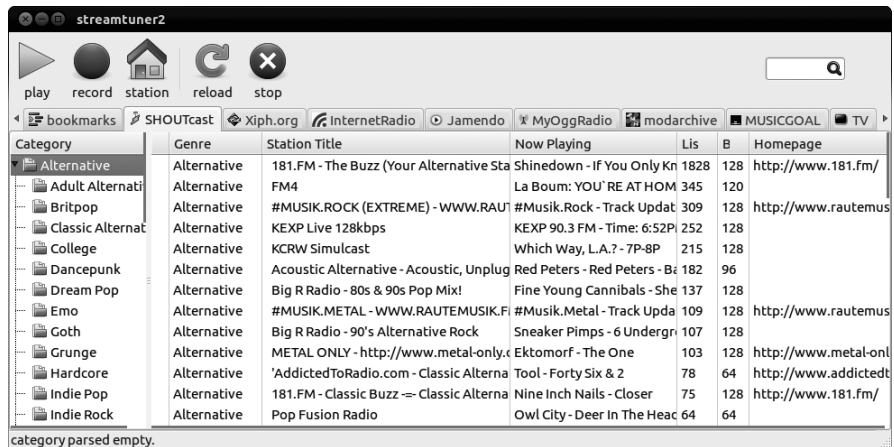 streamtuner2
play record station reload stop
bookmarks SHOUTcast Xiph.org InternetRadio Jamendo MyOggRadio modarchive MUSICGOAL TV
Category Genre Station Title Now Playing Lis B Homepage
Alternative Alternative 181.FM - The Buzz (Your Alternative Sta Shinedown - If You Only Kn 1828 128 http://www.181.fm/
Adult Alternati Alternative FM4 La Boum: YOU`RE AT HOM 345 120
Britpop Alternative #MUSIK.ROCK (EXTREME) - WWW.RAUT #Musik.Rock - Track Updat 309 128 http://www.rautemus
Classic Alternat Alternative KEXP Live 128kbps KEXP 90.3 FM - Time: 6:52P 252 128
College Alternative KCRW Simulcast Which Way, L.A.? - 7P-8P 215 128
Dancepunk Alternative Acoustic Alternative - Acoustic, Unplug Red Peters - Red Peters - Ba 182 96
Dream Pop Alternative Big R Radio - 80s & 90s Pop Mix! Fine Young Cannibals - She 137 128
Emo Alternative #MUSIK.METAL - WWW.RAUTEMUSIK.F #Musik.Metal - Track Upda 109 128 http://www.rautemus
Goth Alternative Big R Radio - 90's Alternative Rock Sneaker Pimps - 6 Undergr 107 128
Grunge Alternative METAL ONLY - http://www.metal-only.d Ektomorf - The One 103 128 http://www.metal-onl
Hardcore Alternative 'AddictedToRadio.com - Classic Alterna Tool - Forty Six & 2 78 64 http://www.addictedt
Indie Pop Alternative 181.FM - Classic Buzz -=- Classic Alterna Nine Inch Nails - Closer 75 128 http://www.181.fm/
Indie Rock Alternative Pop Fusion Radio Owl City - Deer In The Head 64 64
category parsed empty.